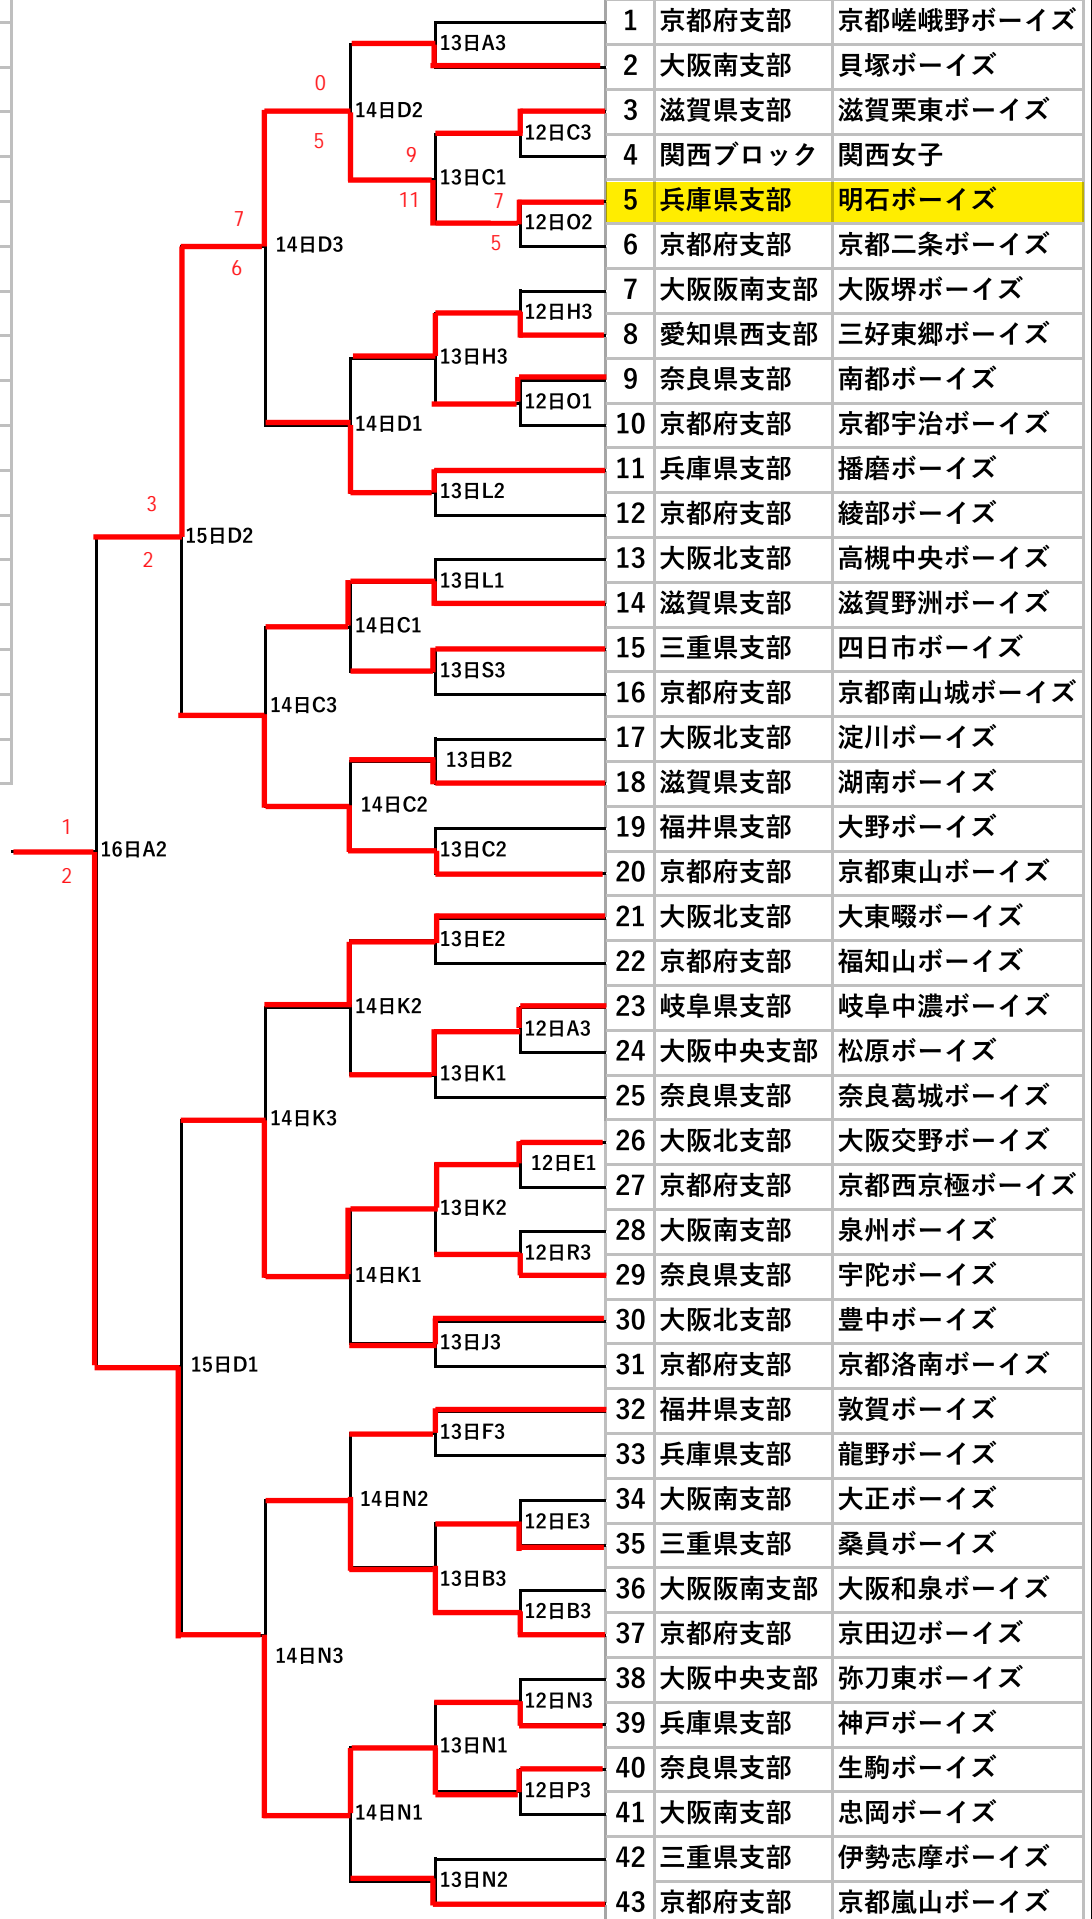 1 京都府支部 京都嵯峨野ボーイズ
13日A3
2 大阪南支部 貝塚ボーイズ
0
14日D2
3 滋賀県支部 滋賀栗東ボーイズ
12日C3
5
9
4 関西ブロック 関西女子
13日C1
11
7
5 兵庫県支部 明石ボーイズ
7
12日O2
14日D3
5
6 京都府支部 京都二条ボーイズ
6
7 大阪阪南支部 大阪堺ボーイズ
12日H3
8 愛知県西支部 三好東郷ボーイズ
13日H3
9 奈良県支部 南都ボーイズ
12日O1
14日D1
10 京都府支部 京都宇治ボーイズ
11 兵庫県支部 播磨ボーイズ
13日L2
3
12 京都府支部 綾部ボーイズ
15日D2
2
13 大阪北支部 高槻中央ボーイズ
13日L1
14 滋賀県支部 滋賀野洲ボーイズ
14日C1
15 三重県支部 四日市ボーイズ
13日S3
16 京都府支部 京都南山城ボーイズ
14日C3
17 大阪北支部 淀川ボーイズ
13日B2
18 滋賀県支部 湖南ボーイズ
14日C2
1
19 福井県支部 大野ボーイズ
16日A2
13日C2
2
20 京都府支部 京都東山ボーイズ
21 大阪北支部 大東畷ボーイズ
13日E2
22 京都府支部 福知山ボーイズ
14日K2
23 岐阜県支部 岐阜中濃ボーイズ
12日A3
24 大阪中央支部 松原ボーイズ
13日K1
25 奈良県支部 奈良葛城ボーイズ
14日K3
26 大阪北支部 大阪交野ボーイズ
12日E1
27 京都府支部 京都西京極ボーイズ
13日K2
28 大阪南支部 泉州ボーイズ
12日R3
14日K1
29 奈良県支部 宇陀ボーイズ
30 大阪北支部 豊中ボーイズ
13日J3
15日D1
31 京都府支部 京都洛南ボーイズ
32 福井県支部 敦賀ボーイズ
13日F3
33 兵庫県支部 龍野ボーイズ
14日N2
34 大阪南支部 大正ボーイズ
12日E3
35 三重県支部 桑員ボーイズ
13日B3
36 大阪阪南支部 大阪和泉ボーイズ
12日B3
37 京都府支部 京田辺ボーイズ
14日N3
38 大阪中央支部 弥刀東ボーイズ
12日N3
39 兵庫県支部 神戸ボーイズ
13日N1
40 奈良県支部 生駒ボーイズ
12日P3
14日N1
41 大阪南支部 忠岡ボーイズ
42 三重県支部 伊勢志摩ボーイズ
13日N2
43 京都府支部 京都嵐山ボーイズ